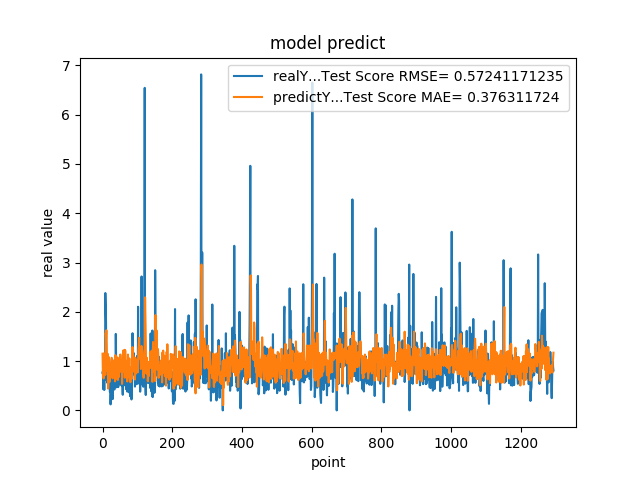 model predict
realY...Test Score RMSE= 0.57241171235
predictY...Test Score MAE= 0.376311724
7
6
5
4
3
2
1
0
real value
0 200 400 600 800 1000 1200
point